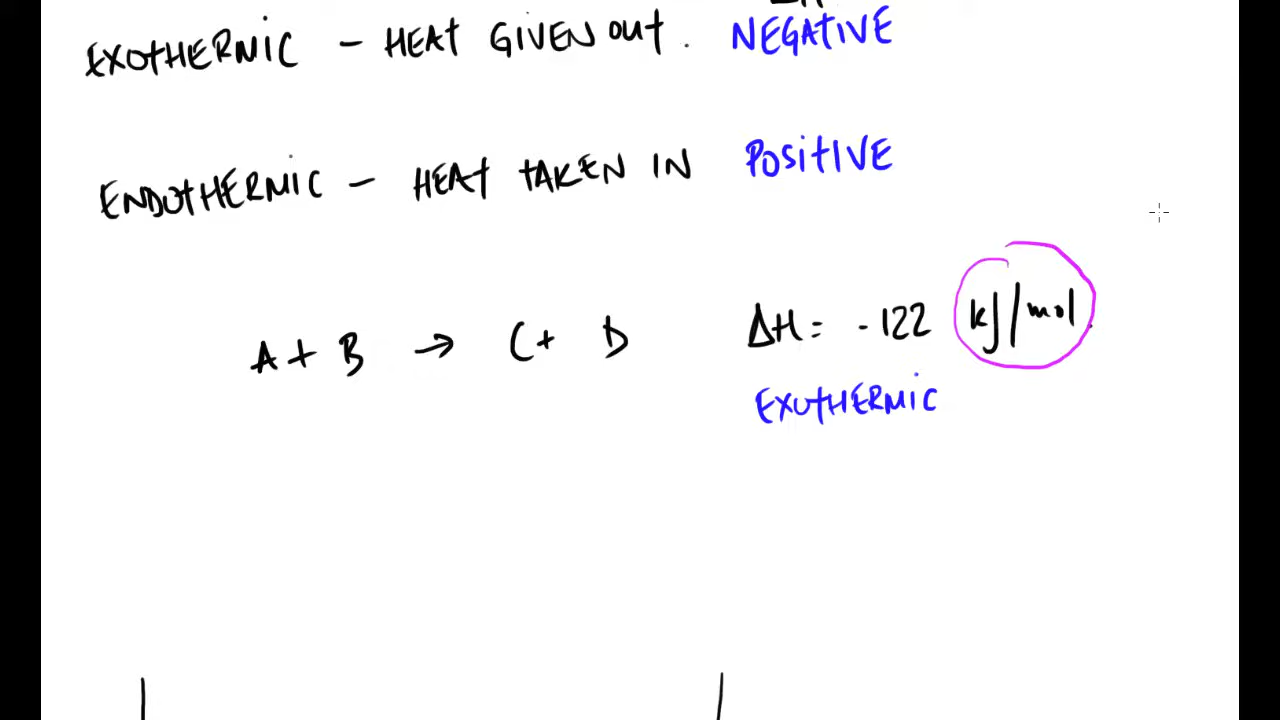 EXOTHERMIC – HEAT GIVEN OUT. NEGATIVE
ENDOTHERMIC – HEAT TAKEN IN POSITIVE
A + B → C + D ΔH = -122 kJ/mol.
EXOTHERMIC